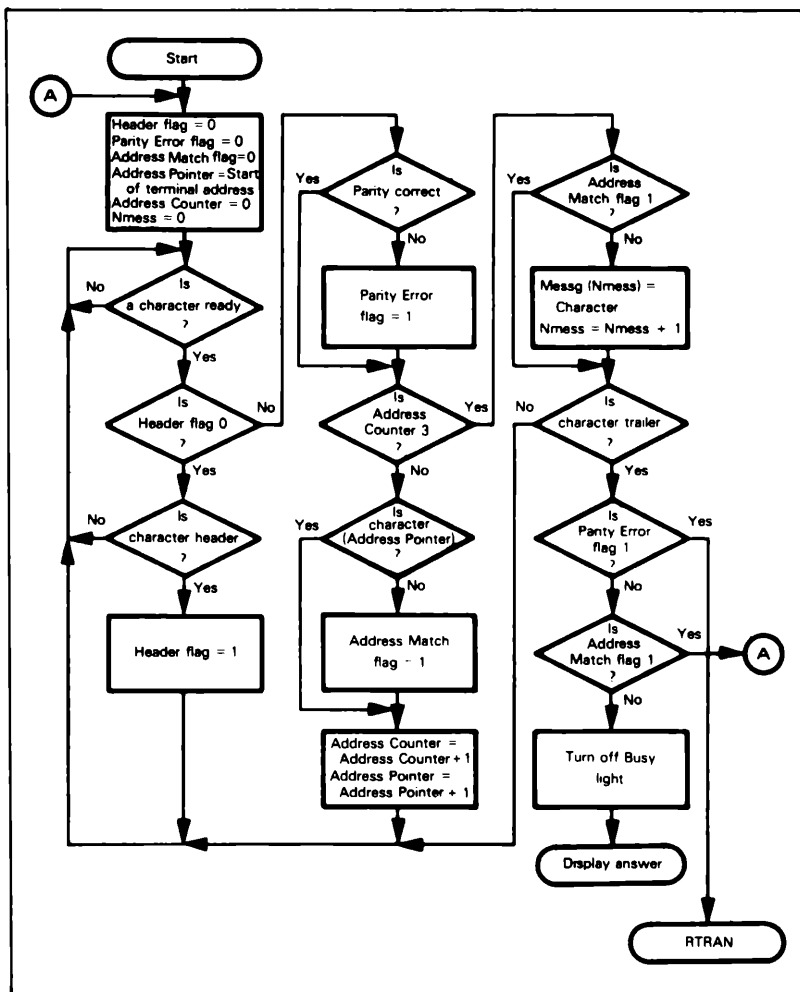 Start
A
Header flag = 0
Parity Error flag = 0
Address Match flag=0
Address Pointer = Start
of terminal address
Address Counter = 0
Nmess = 0
Is
a character ready
?
No
Yes
Is
Header flag 0
?
No
Yes
Is
character header
?
No
Yes
Header flag = 1
Is
Parity correct
?
Yes
No
Parity Error
flag = 1
Is
Address
Counter 3
?
Yes
No
Is
character
(Address Pointer)
?
Yes
No
Address Match
flag - 1
Address Counter =
Address Counter + 1
Address Pointer =
Address Pointer + 1
Is
Address
Match flag 1
?
Yes
No
Messg (Nmess) =
Character
Nmess = Nmess + 1
Is
character trailer
?
No
Yes
Is
Parity Error
flag 1
?
Yes
No
Is
Address
Match flag 1
?
Yes
A
No
Turn off Busy
light
Display answer
RTRAN